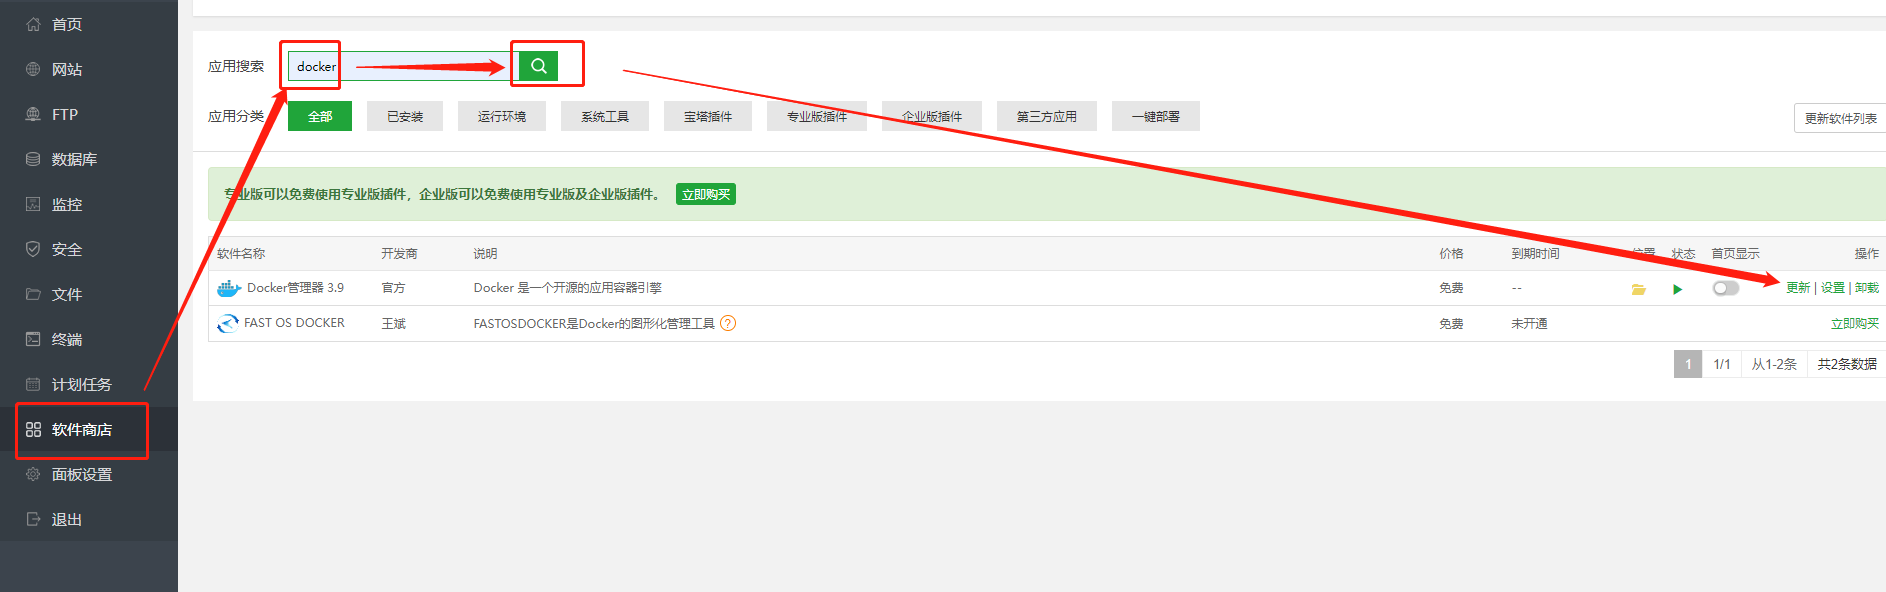 首页
网站
FTP
数据库
监控
安全
文件
终端
计划任务
软件商店
面板设置
退出
应用搜索 docker
应用分类 全部 已安装 运行环境 系统工具 宝塔插件 专业版插件 企业版插件 第三方应用 一键部署 更新软件列表
专业版可以免费使用专业版插件，企业版可以免费使用专业版及企业版插件。 立即购买
软件名称 开发商 说明 价格 到期时间 位置 状态 首页显示 操作
Docker管理器 3.9 官方 Docker 是一个开源的应用容器引擎 免费 -- 更新 | 设置 | 卸载
FAST OS DOCKER 王斌 FASTOSDOCKER是Docker的图形化管理工具 ? 免费 未开通 立即购买
1 1/1 从1-2条 共2条数据